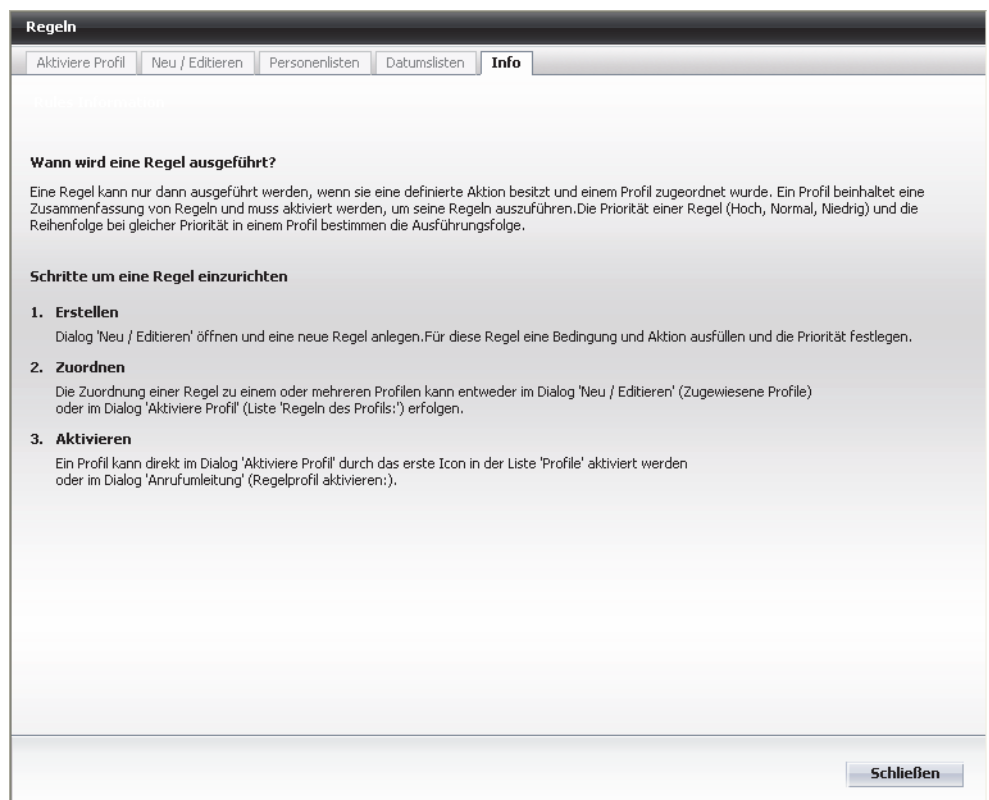 Regeln
Aktiviere Profil Neu / Editieren Personenlisten Datumslisten Info
Wann wird eine Regel ausgeführt?
Eine Regel kann nur dann ausgeführt werden, wenn sie eine definierte Aktion besitzt und einem Profil zugeordnet wurde. Ein Profil beinhaltet eine
Zusammenfassung von Regeln und muss aktiviert werden, um seine Regeln auszuführen.Die Priorität einer Regel (Hoch, Normal, Niedrig) und die
Reihenfolge bei gleicher Priorität in einem Profil bestimmen die Ausführungsfolge.
Schritte um eine Regel einzurichten
1. Erstellen
Dialog 'Neu / Editieren' öffnen und eine neue Regel anlegen.Für diese Regel eine Bedingung und Aktion ausfüllen und die Priorität festlegen.
2. Zuordnen
Die Zuordnung einer Regel zu einem oder mehreren Profilen kann entweder im Dialog 'Neu / Editieren' (Zugewiesene Profile)
oder im Dialog 'Aktiviere Profil' (Liste 'Regeln des Profils:') erfolgen.
3. Aktivieren
Ein Profil kann direkt im Dialog 'Aktiviere Profil' durch das erste Icon in der Liste 'Profile' aktiviert werden
oder im Dialog 'Anrufumleitung' (Regelprofil aktivieren:).
Schließen